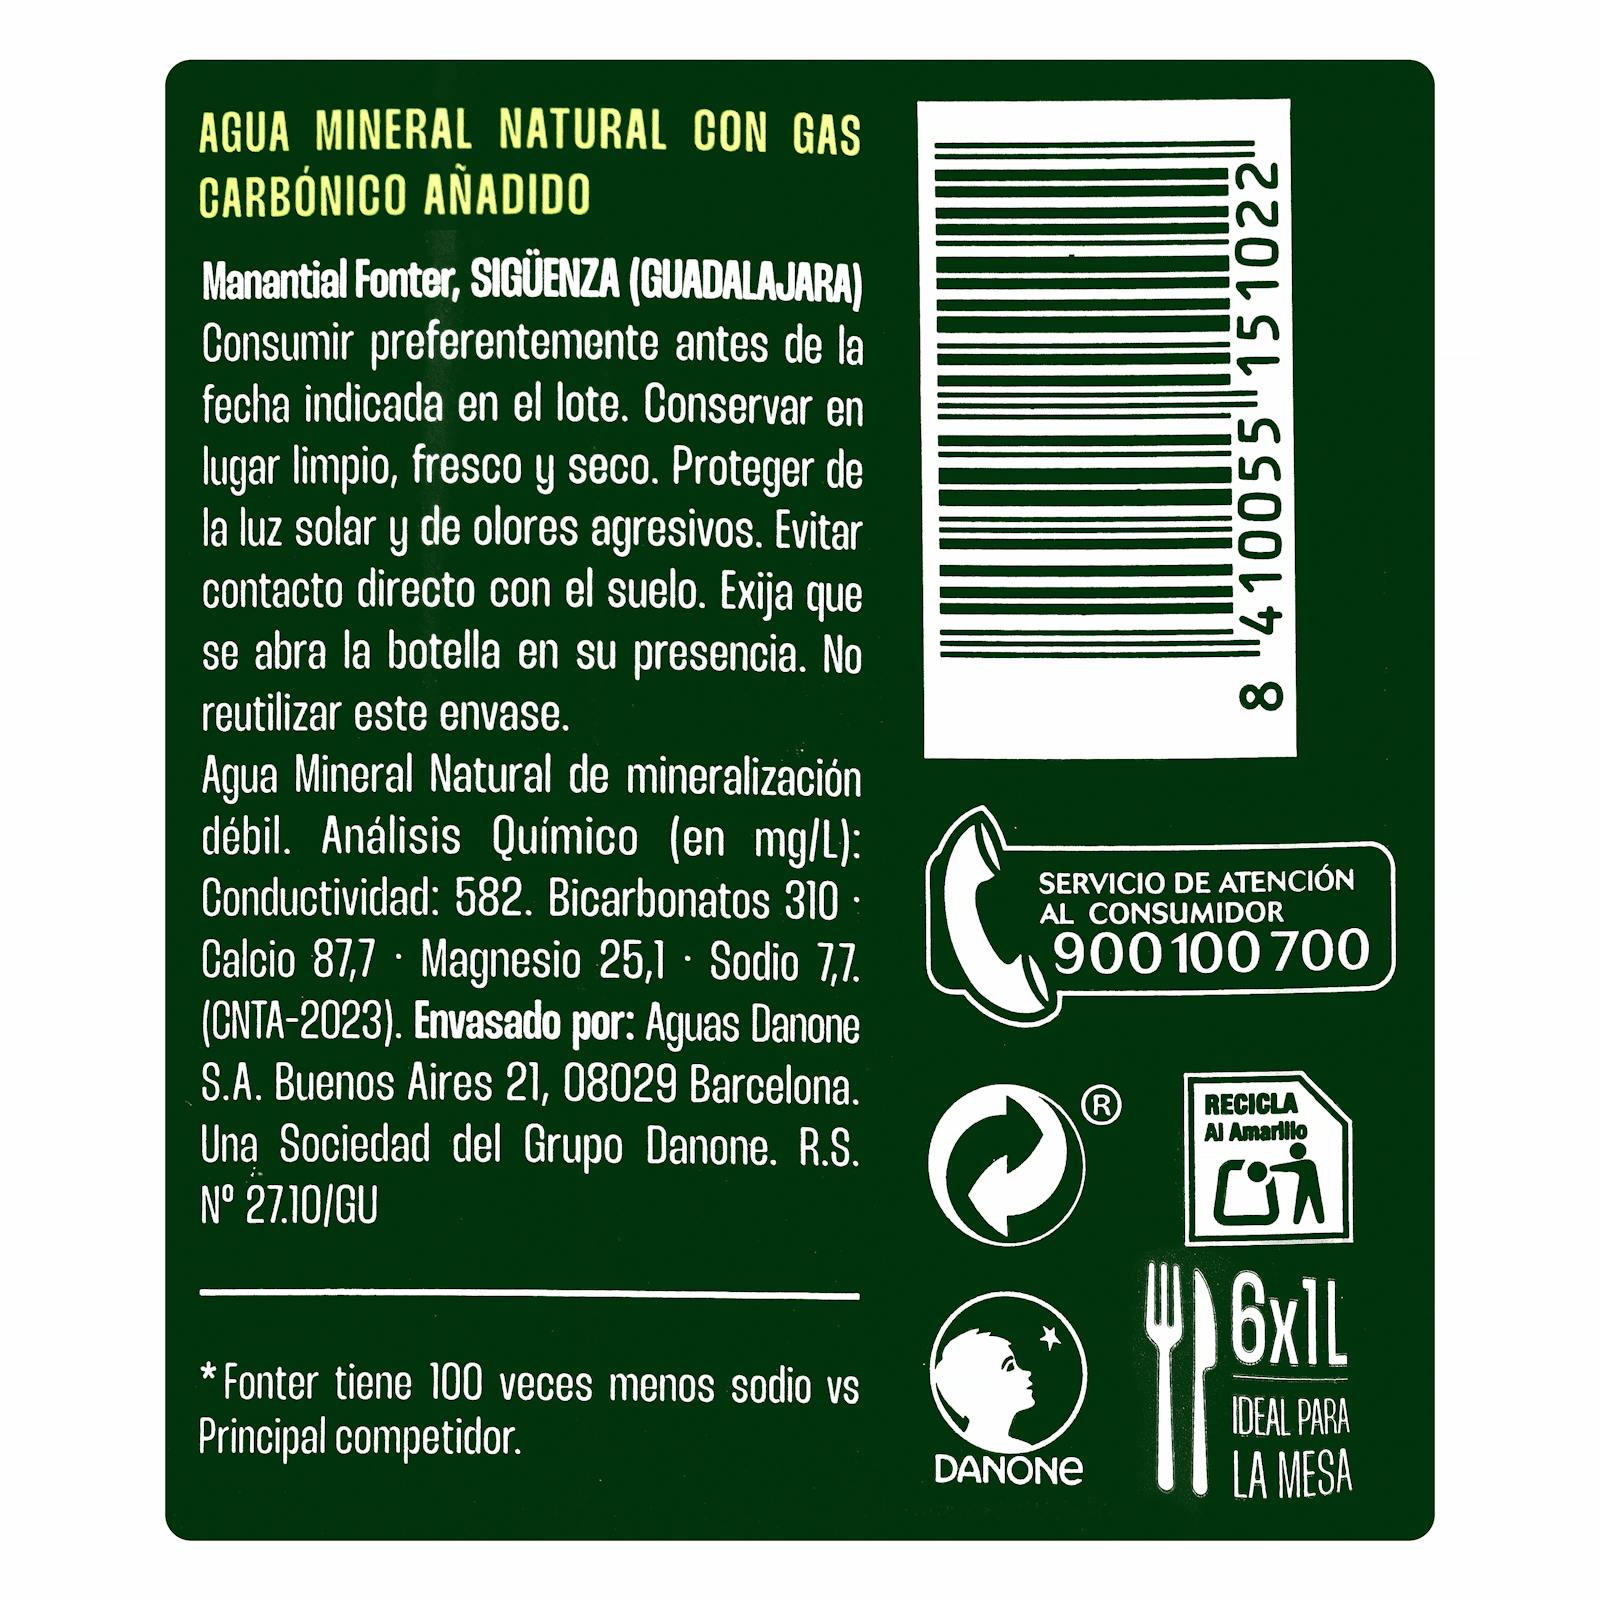 AGUA MINERAL NATURAL CON GAS
CARBÓNICO AÑADIDO
Manantial Fonter, SIGÜENZA (GUADALAJARA)
Consumir preferentemente antes de la
fecha indicada en el lote. Conservar en
lugar limpio, fresco y seco. Proteger de
la luz solar y de olores agresivos. Evitar
contacto directo con el suelo. Exija que
se abra la botella en su presencia. No
reutilizar este envase.
Agua Mineral Natural de mineralización
débil. Análisis Químico (en mg/L):
Conductividad: 582. Bicarbonatos 310 ·
Calcio 87,7 · Magnesio 25,1 · Sodio 7,7.
(CNTA-2023). Envasado por: Aguas Danone
S.A. Buenos Aires 21, 08029 Barcelona.
Una Sociedad del Grupo Danone. R.S.
Nº 27.10/GU
*Fonter tiene 100 veces menos sodio vs
Principal competidor.
8 410055 151022
SERVICIO DE ATENCIÓN
AL CONSUMIDOR
900 100 700
®
RECICLA
Al Amarillo
DANONE
6x1L
IDEAL PARA
LA MESA